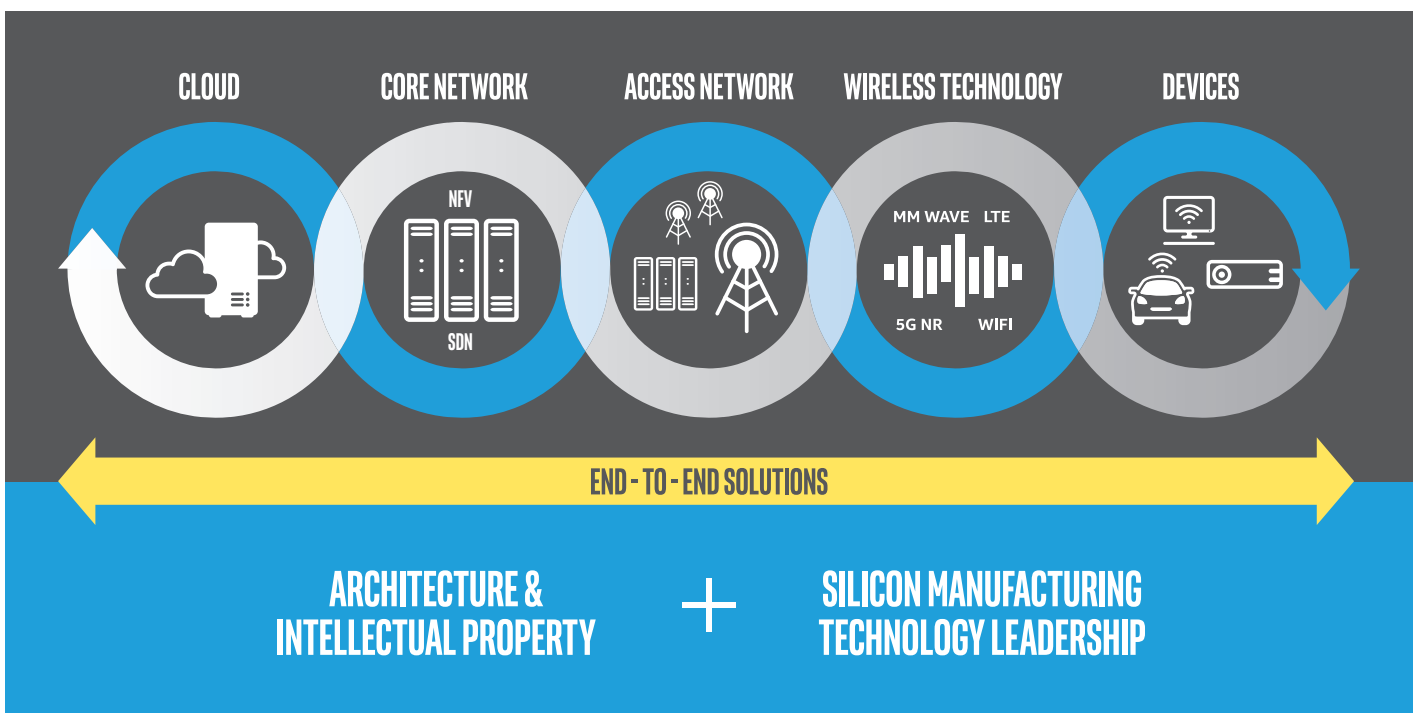 CLOUD
CORE NETWORK
ACCESS NETWORK
WIRELESS TECHNOLOGY
DEVICES
NFV
SDN
MM WAVE LTE
5G NR WIFI
END - TO - END SOLUTIONS
ARCHITECTURE &
INTELLECTUAL PROPERTY
+
SILICON MANUFACTURING
TECHNOLOGY LEADERSHIP